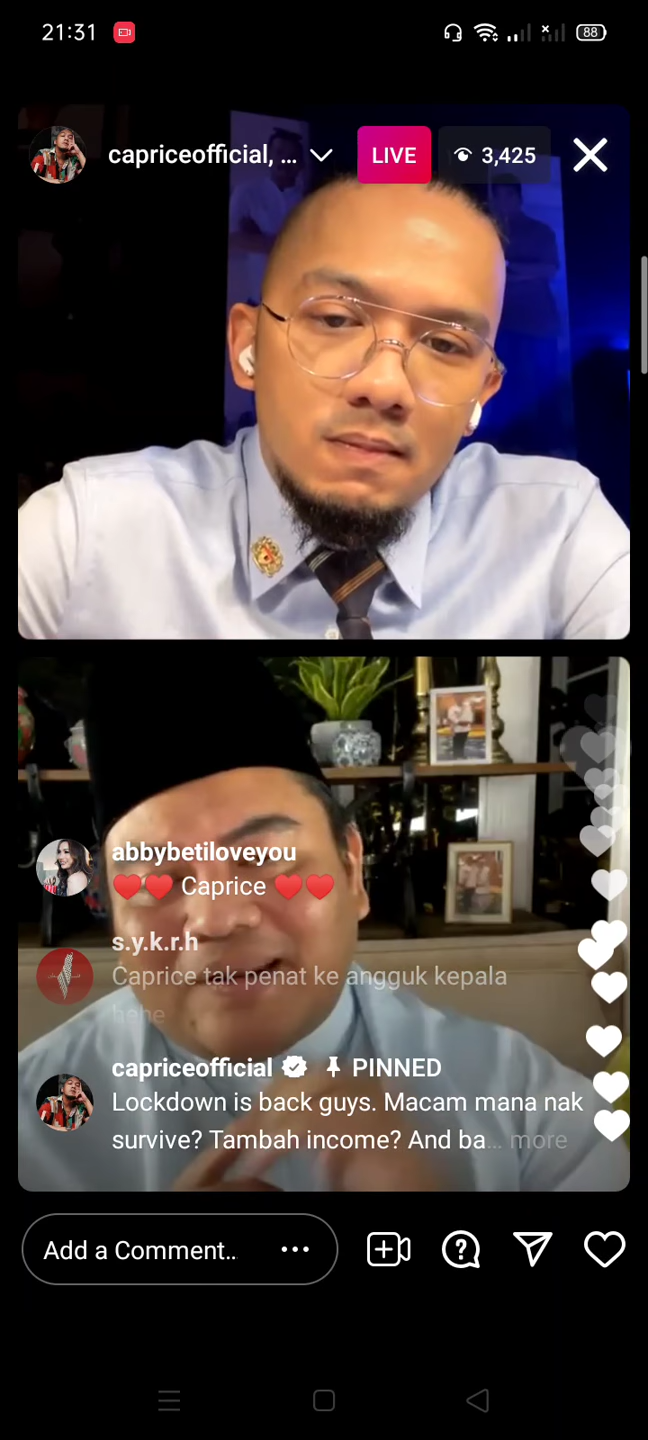 21:31
88
capriceofficial, ...
LIVE
3,425
abbybetiloveyou
❤️❤️ Caprice ❤️❤️
s.y.k.r.h
Caprice tak penat ke angguk kepala
hehe
capriceofficial PINNED
Lockdown is back guys. Macam mana nak
survive? Tambah income? And ba... more
Add a Comment..